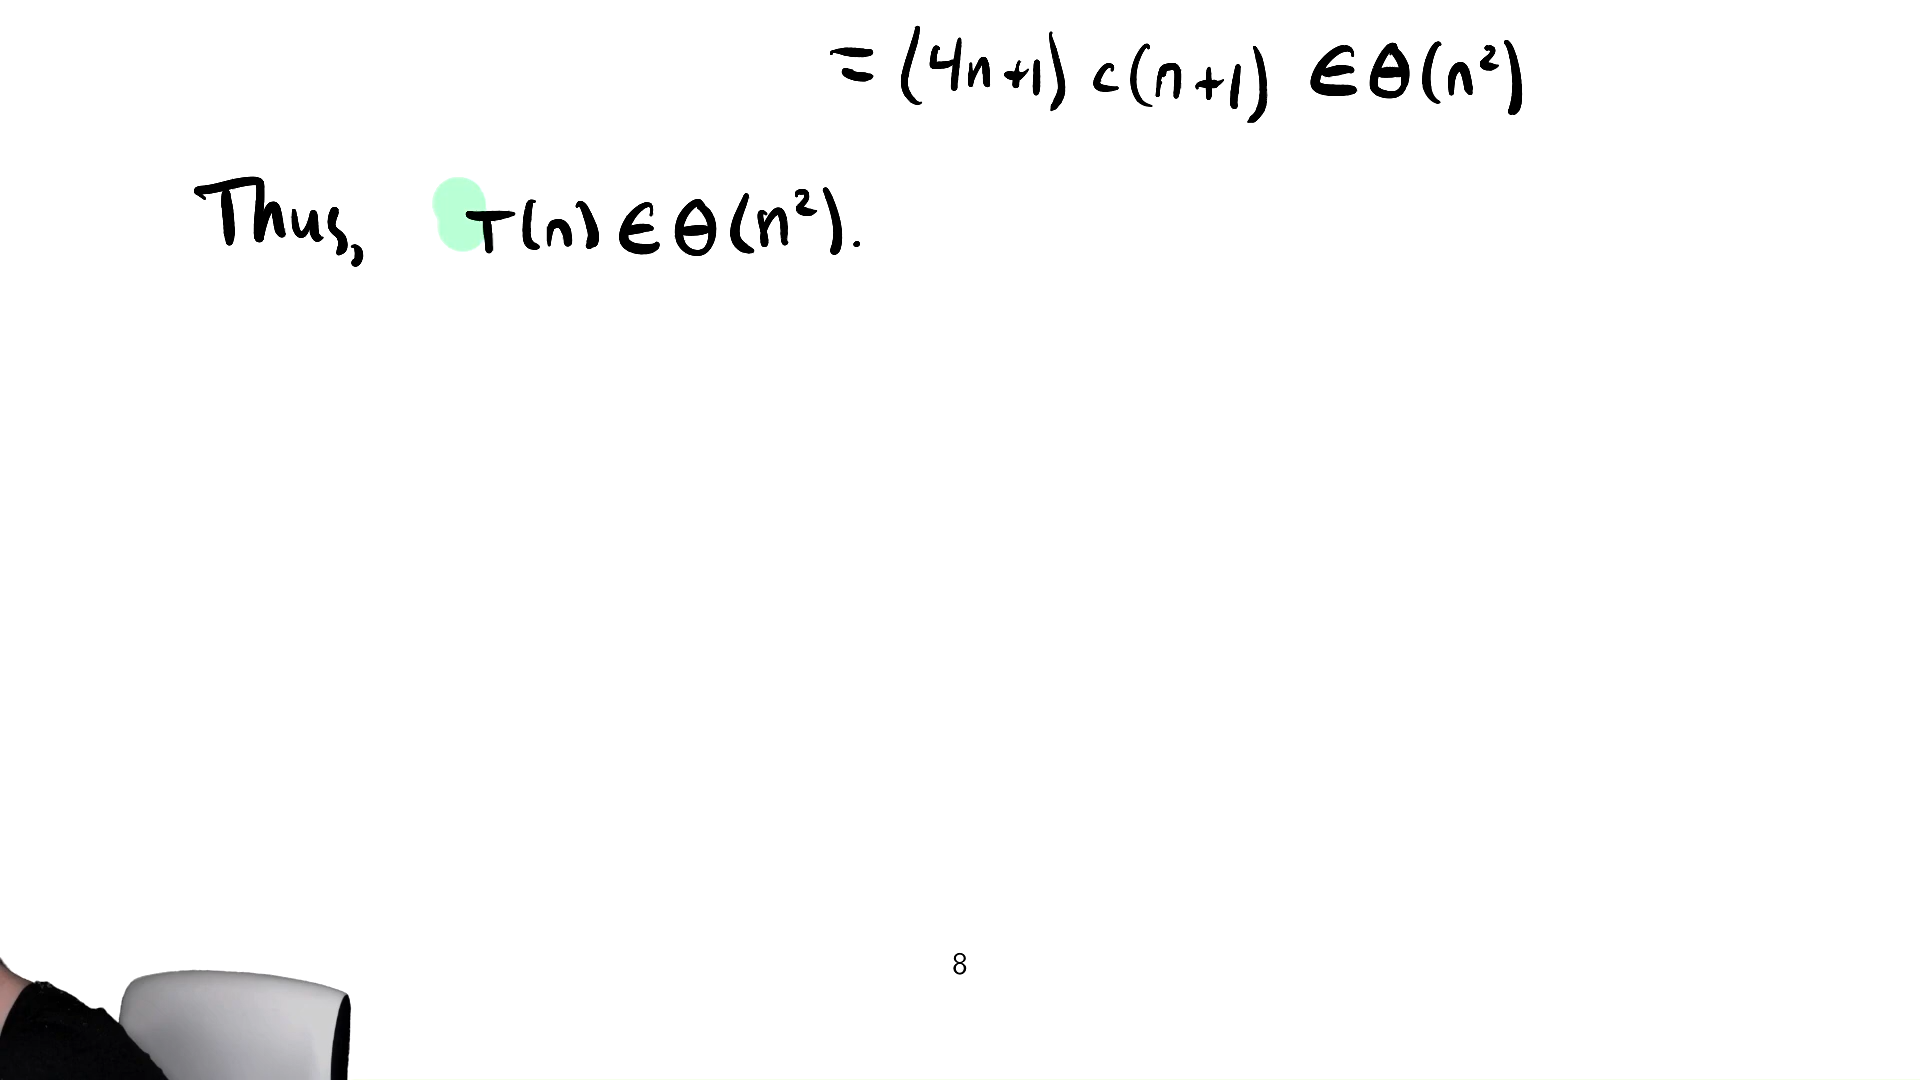 = (4n+1) c(n+1) ∈ Θ(n²)
Thus, T(n) ∈ Θ(n²).
8